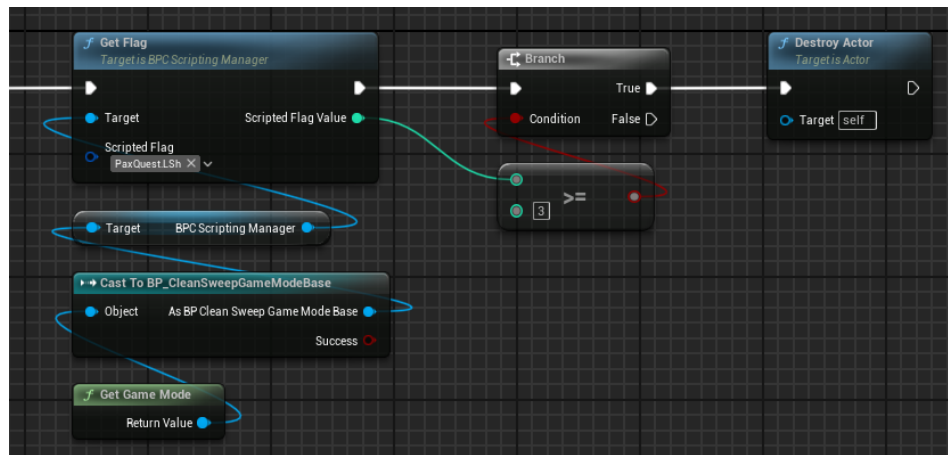 Get Flag
Target is BPC Scripting Manager
Target
Scripted Flag Value
Scripted Flag
PaxQuest.LSh
Target
BPC Scripting Manager
Cast To BP_CleanSweepGameModeBase
Object
As BP Clean Sweep Game Mode Base
Success
Get Game Mode
Return Value
Branch
True
Condition
False
>=
3
Destroy Actor
Target is Actor
Target
self